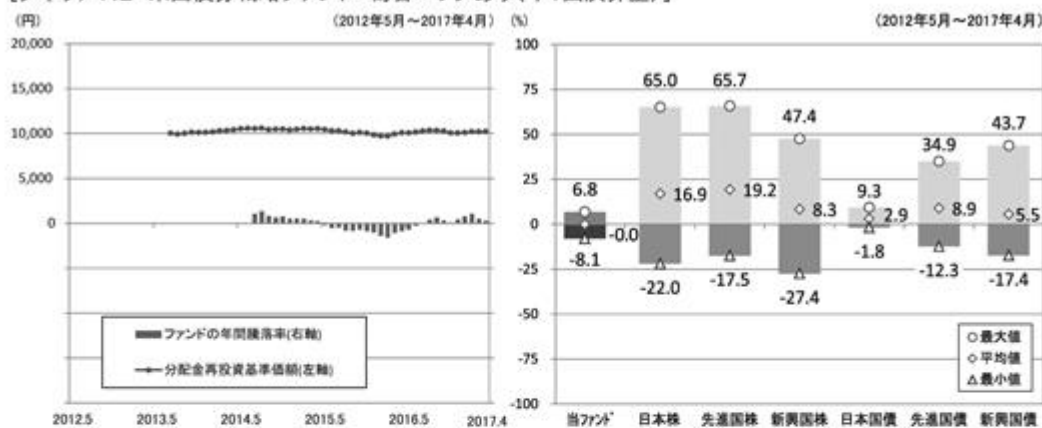 (円)
(2012年5月～2017年4月)
20,000
15,000
10,000
5,000
0
ファンドの年間騰落率(右軸)
分配金再投資基準価額(左軸)
2012.5 2013.5 2014.5 2015.5 2016.5 2017.4
(%)
(2012年5月～2017年4月)
100
75
50
25
0
-25
-50
-75
-100
6.8 65.0 65.7 47.4 9.3 34.9 43.7
-0.0 16.9 19.2 8.3 2.9 8.9 5.5
-8.1 -22.0 -17.5 -27.4 -1.8 -12.3 -17.4
○最大値
◇平均値
△最小値
当ファンド 日本株 先進国株 新興国株 日本国債 先進国債 新興国債